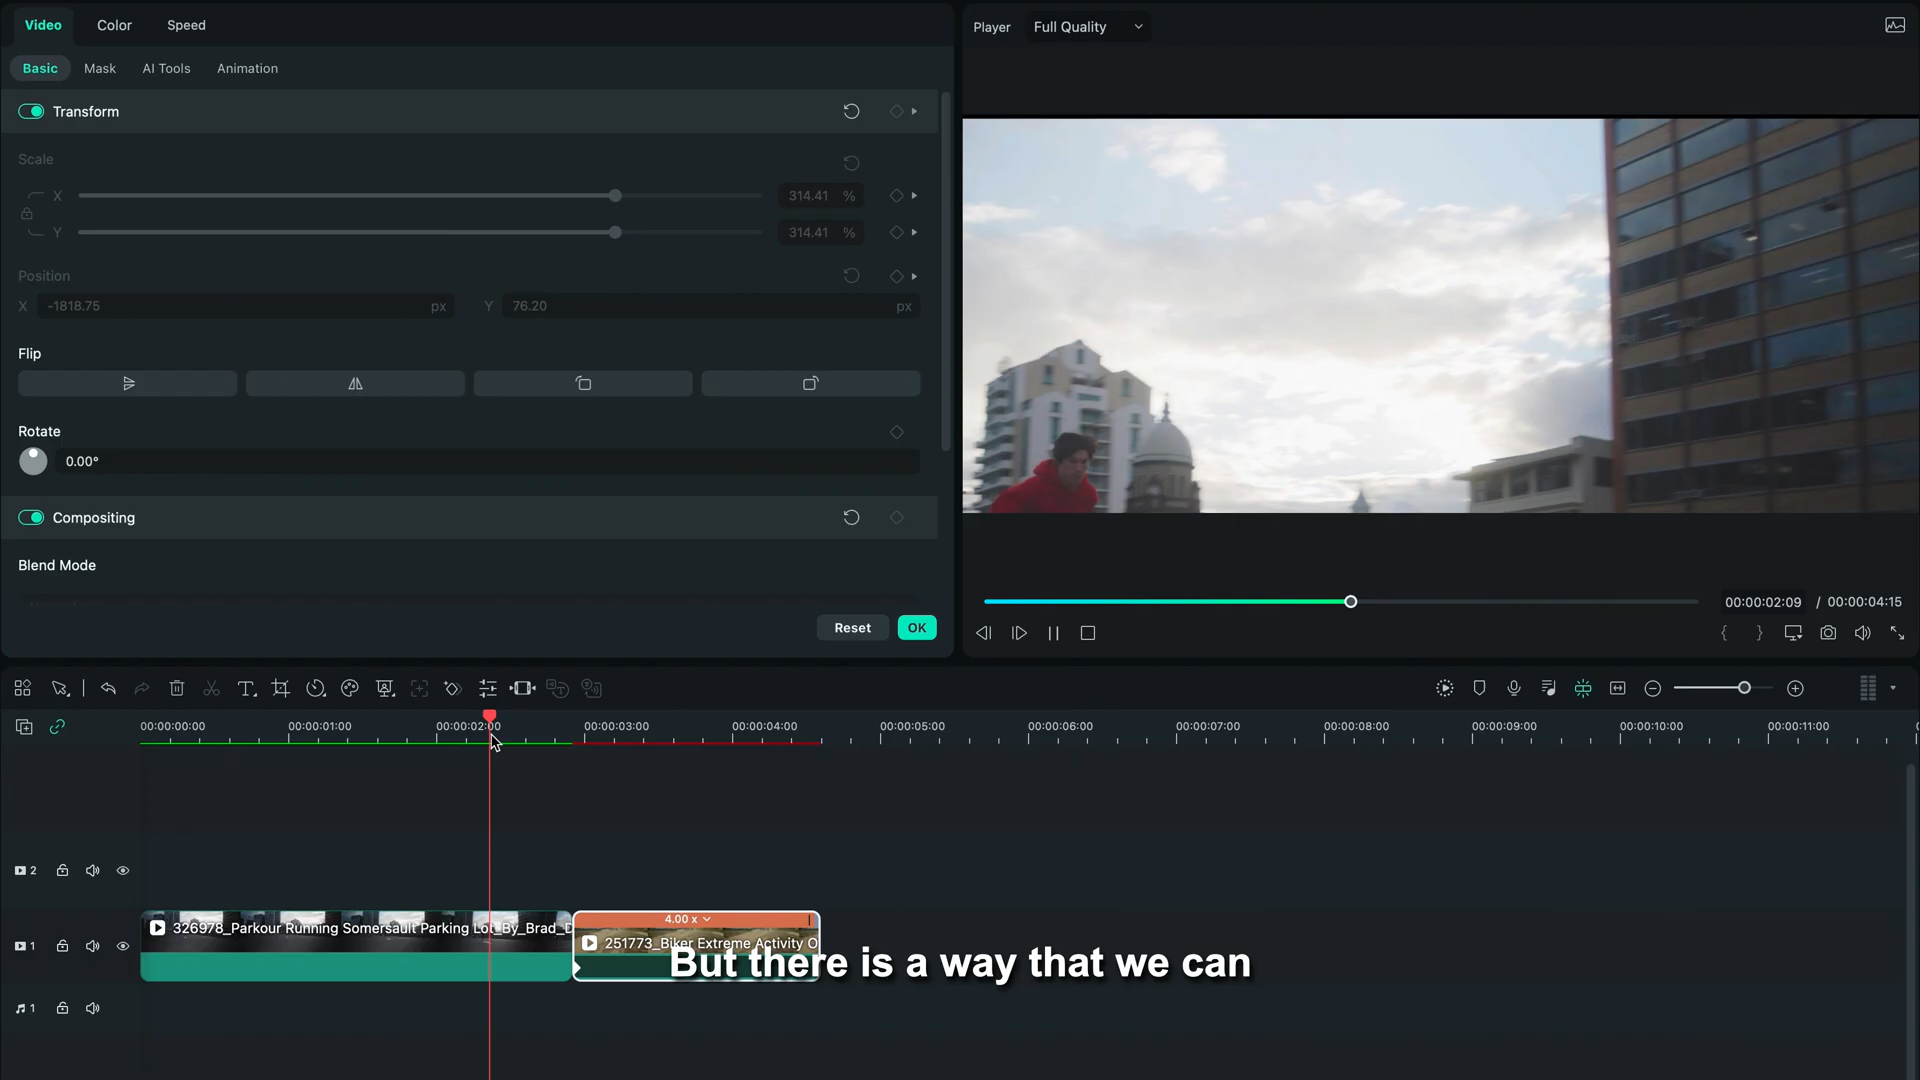 Video Color Speed
Player Full Quality
Basic Mask AI Tools Animation
Transform
Scale
X 314.41 %
Y 314.41 %
Position
X -1818.75 px Y 76.20 px
Flip
Rotate
0.00°
Compositing
Blend Mode
Reset OK
00:00:02:09 / 00:00:04:15
00:00:00:00 00:00:01:00 00:00:02:00 00:00:03:00 00:00:04:00 00:00:05:00 00:00:06:00 00:00:07:00 00:00:08:00 00:00:09:00 00:00:10:00 00:00:11:00
2
4.00 x
326978_Parkour Running Somersault Parking Lot_By_Brad_D
251773_Biker Extreme Activity O
1
But there is a way that we can
1